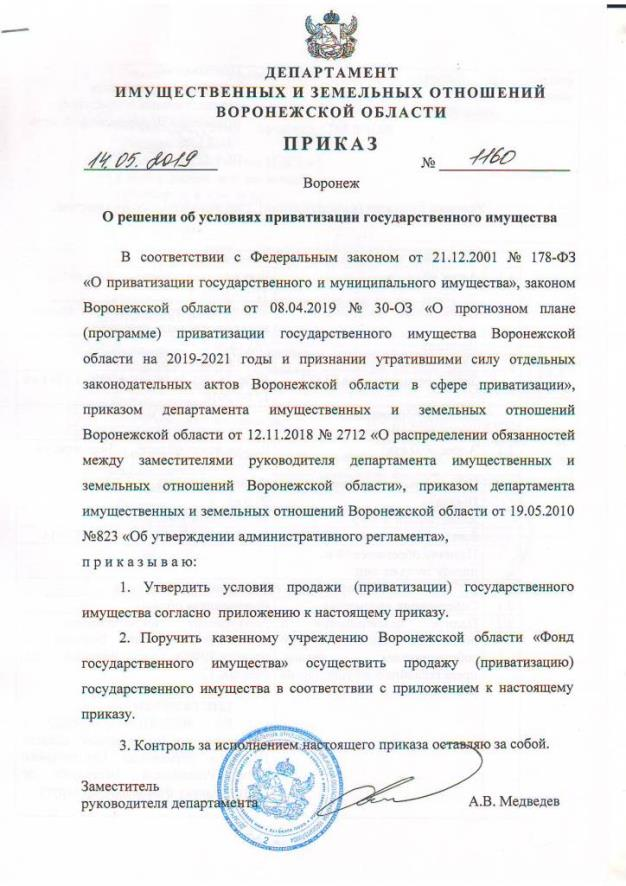 ДЕПАРТАМЕНТ
ИМУЩЕСТВЕННЫХ И ЗЕМЕЛЬНЫХ ОТНОШЕНИЙ
ВОРОНЕЖСКОЙ ОБЛАСТИ
ПРИКАЗ
14.05.2019 № 1160
Воронеж
О решении об условиях приватизации государственного имущества
В соответствии с Федеральным законом от 21.12.2001 № 178-ФЗ
«О приватизации государственного и муниципального имущества», законом
Воронежской области от 08.04.2019 № 30-ОЗ «О прогнозном плане
(программе) приватизации государственного имущества Воронежской
области на 2019-2021 годы и признании утратившими силу отдельных
законодательных актов Воронежской области в сфере приватизации»,
приказом департамента имущественных и земельных отношений
Воронежской области от 12.11.2018 № 2712 «О распределении обязанностей
между заместителями руководителя департамента имущественных и
земельных отношений Воронежской области», приказом департамента
имущественных и земельных отношений Воронежской области от 19.05.2010
№823 «Об утверждении административного регламента»,
п р и к а з ы в а ю:
1. Утвердить условия продажи (приватизации) государственного
имущества согласно приложению к настоящему приказу.
2. Поручить казенному учреждению Воронежской области «Фонд
государственного имущества» осуществить продажу (приватизацию)
государственного имущества в соответствии с приложением к настоящему
приказу.
3. Контроль за исполнением настоящего приказа оставляю за собой.
Заместитель
руководителя департамента А.В. Медведев
2